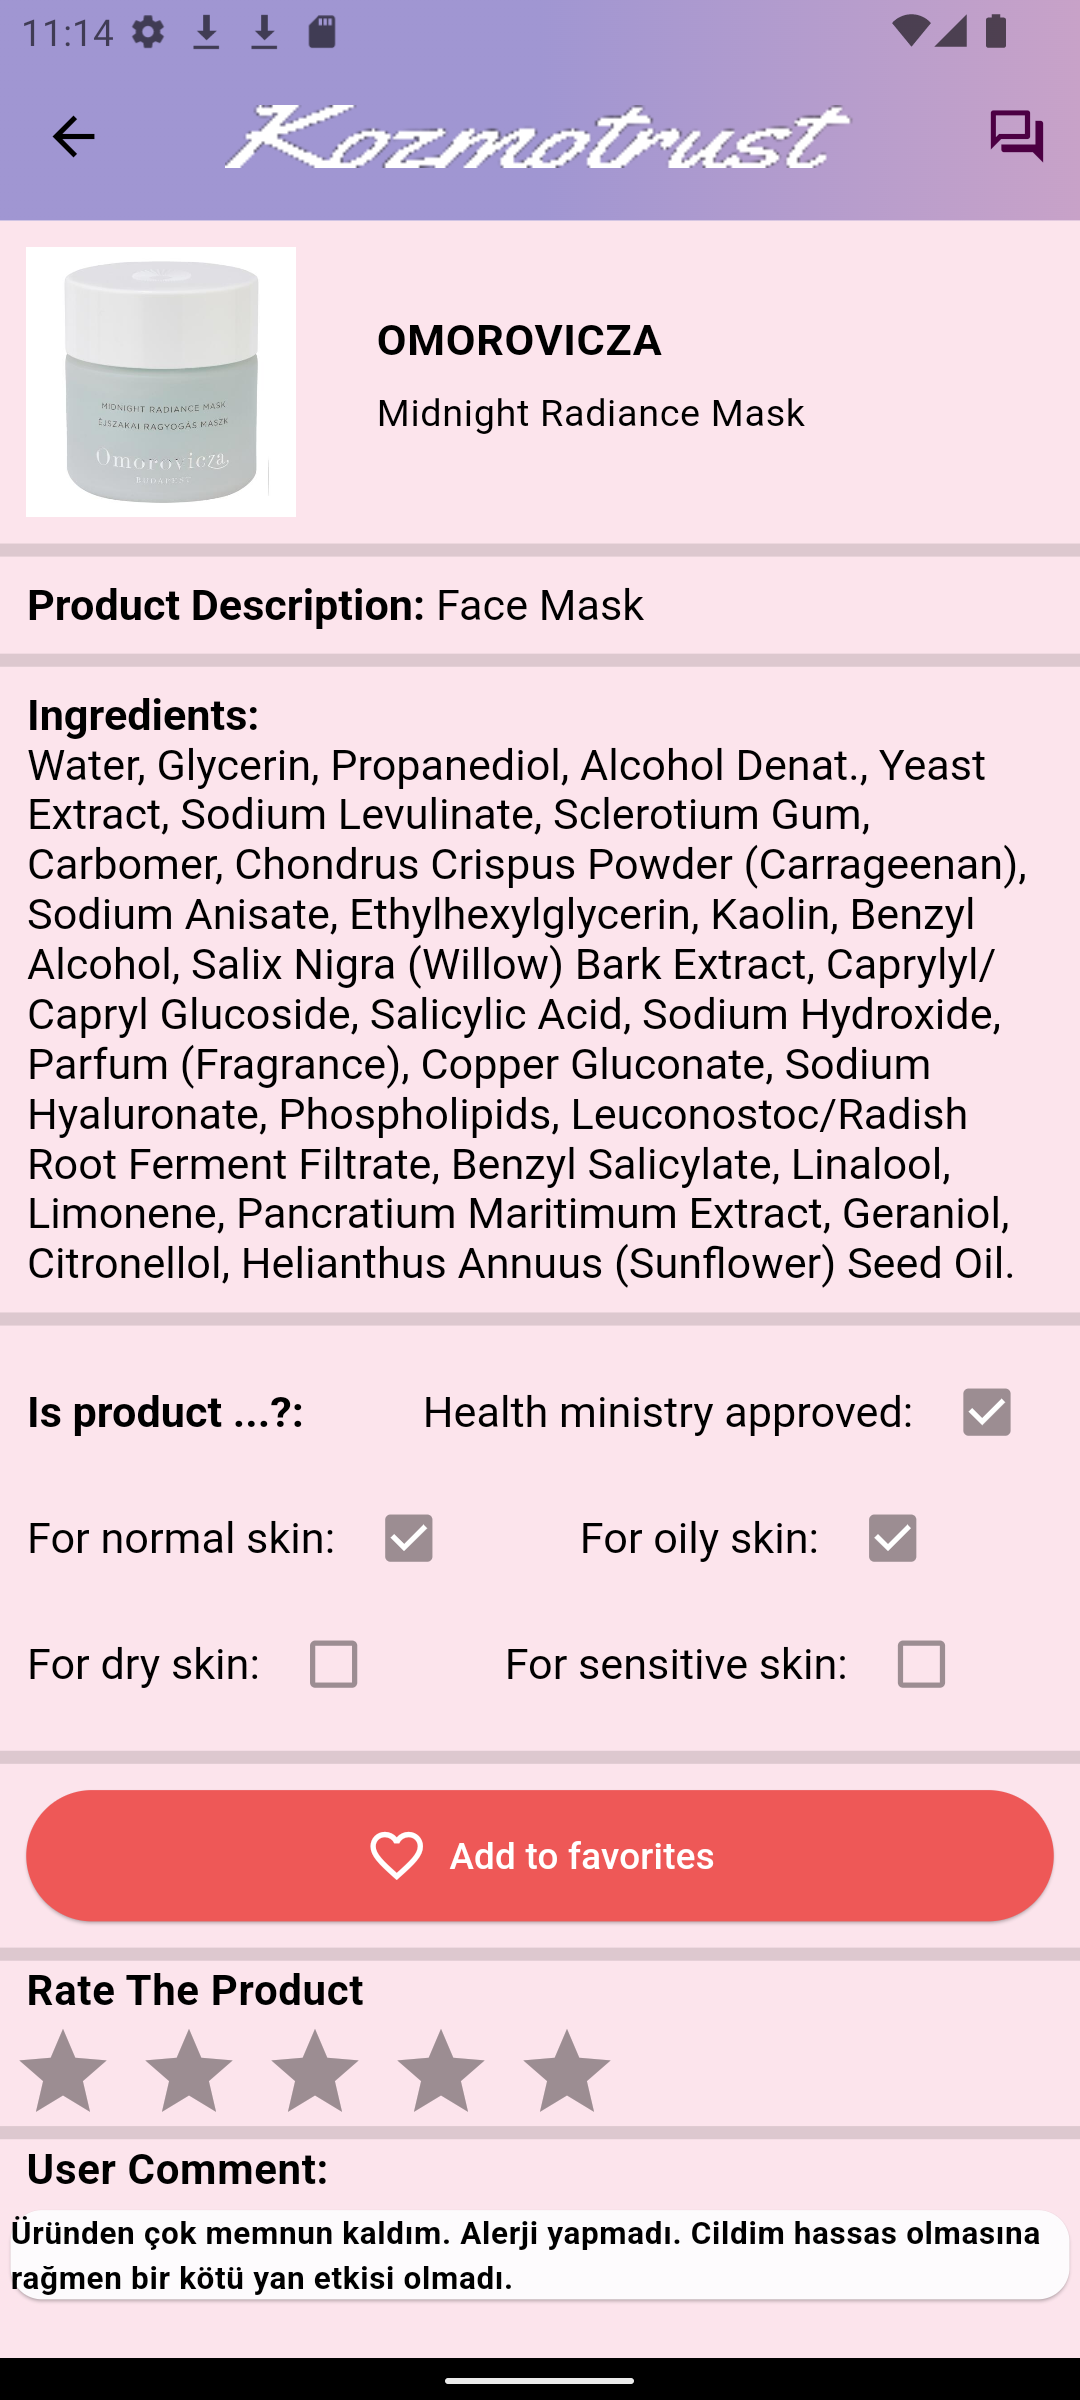 11:14
Kozmotrust
MIDNIGHT RADIANCE MASK
ÉJSZAKAI RAGYOGÁS MASZK
Omorovicza
BUDAPEST
OMOROVICZA
Midnight Radiance Mask
Product Description: Face Mask
Ingredients:
Water, Glycerin, Propanediol, Alcohol Denat., Yeast
Extract, Sodium Levulinate, Sclerotium Gum,
Carbomer, Chondrus Crispus Powder (Carrageenan),
Sodium Anisate, Ethylhexylglycerin, Kaolin, Benzyl
Alcohol, Salix Nigra (Willow) Bark Extract, Caprylyl/
Capryl Glucoside, Salicylic Acid, Sodium Hydroxide,
Parfum (Fragrance), Copper Gluconate, Sodium
Hyaluronate, Phospholipids, Leuconostoc/Radish
Root Ferment Filtrate, Benzyl Salicylate, Linalool,
Limonene, Pancratium Maritimum Extract, Geraniol,
Citronellol, Helianthus Annuus (Sunflower) Seed Oil.
Is product ...?: Health ministry approved:
For normal skin: For oily skin:
For dry skin: For sensitive skin:
Add to favorites
Rate The Product
User Comment:
Üründen çok memnun kaldım. Alerji yapmadı. Cildim hassas olmasına
rağmen bir kötü yan etkisi olmadı.